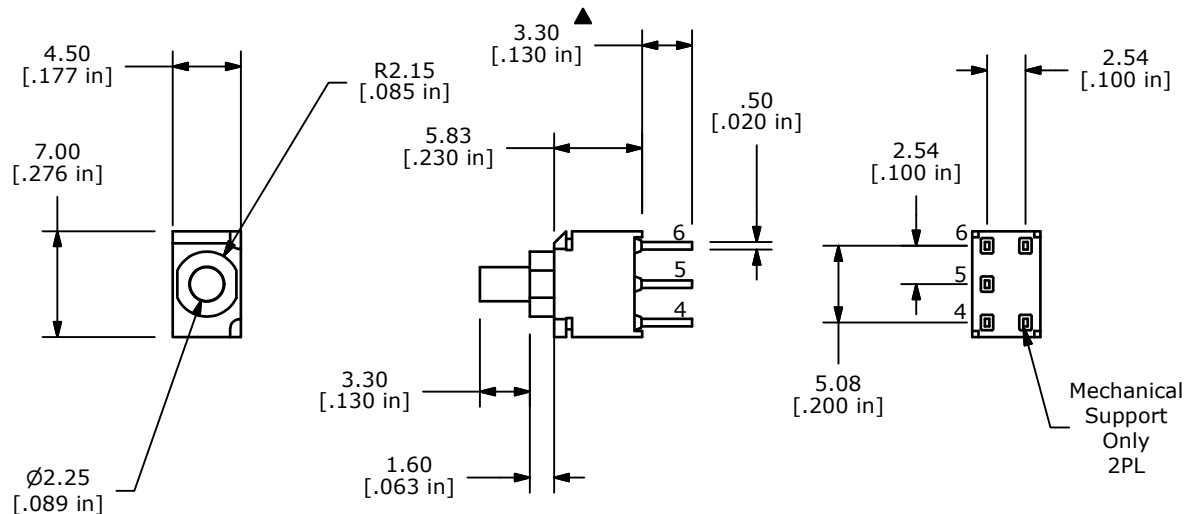 ▲
4.50
[.177 in]
3.30
[.130 in]
2.54
[.100 in]
R2.15
[.085 in]
.50
[.020 in]
5.83
[.230 in]
7.00
[.276 in]
2.54
[.100 in]
6
5
4
6
5
4
3.30
[.130 in]
5.08
[.200 in]
Mechanical
Support
Only
2PL
1.60
[.063 in]
Ø2.25
[.089 in]